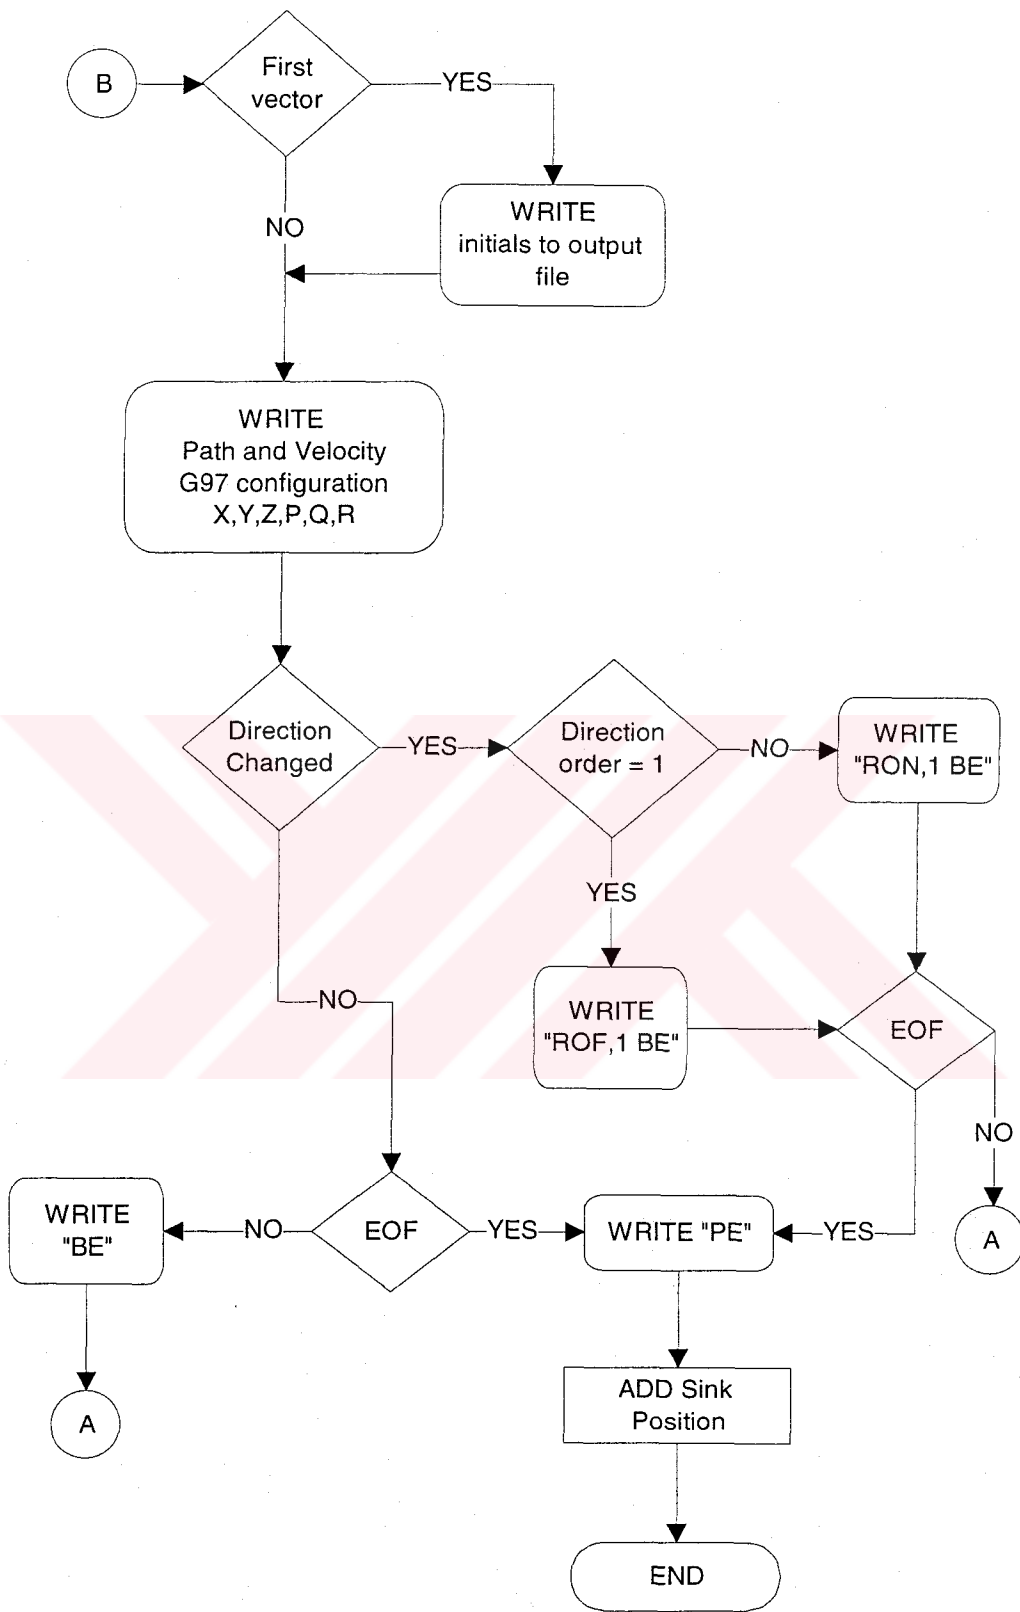 B
First
vector
YES
NO
WRITE
initials to output
file
WRITE
Path and Velocity
G97 configuration
X,Y,Z,P,Q,R
Direction
Changed
YES
Direction
order = 1
NO
WRITE
"RON,1 BE"
YES
NO
WRITE
"ROF,1 BE"
EOF
NO
WRITE
"BE"
NO
EOF
YES
WRITE "PE"
YES
A
A
ADD Sink
Position
END